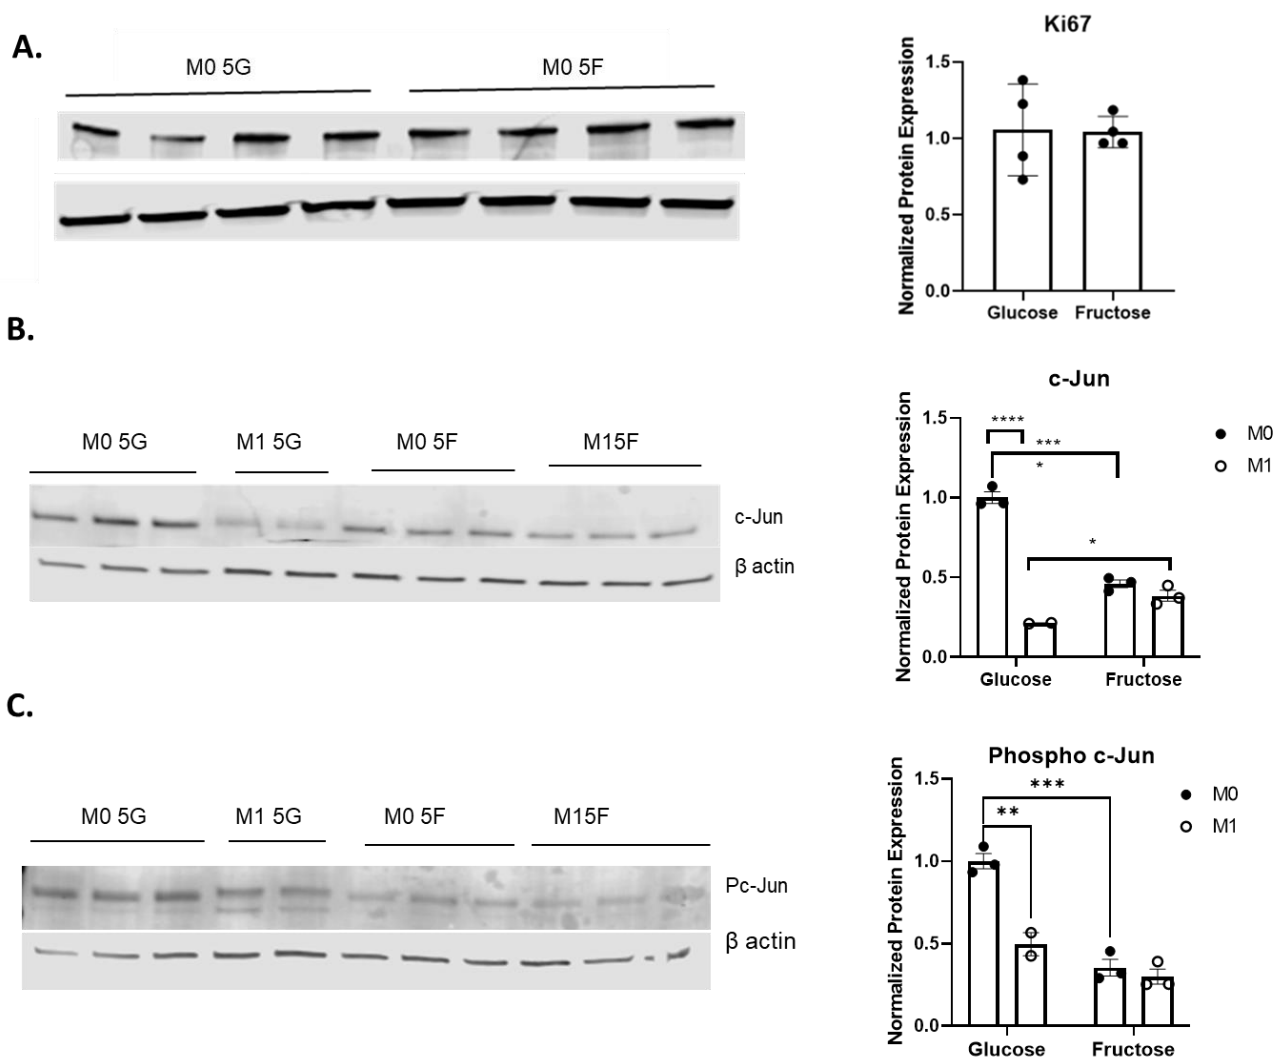 A.
M0 5G
M0 5F
Ki67
Normalized Protein Expression
1.5
1.0
0.5
0.0
Glucose
Fructose
B.
M0 5G
M1 5G
M0 5F
M15F
c-Jun
β actin
c-Jun
Normalized Protein Expression
1.5
1.0
0.5
0.0
****
***
*
*
Glucose
Fructose
M0
M1
C.
M0 5G
M1 5G
M0 5F
M15F
Pc-Jun
β actin
Phospho c-Jun
Normalized Protein Expression
1.5
1.0
0.5
0.0
***
**
Glucose
Fructose
M0
M1